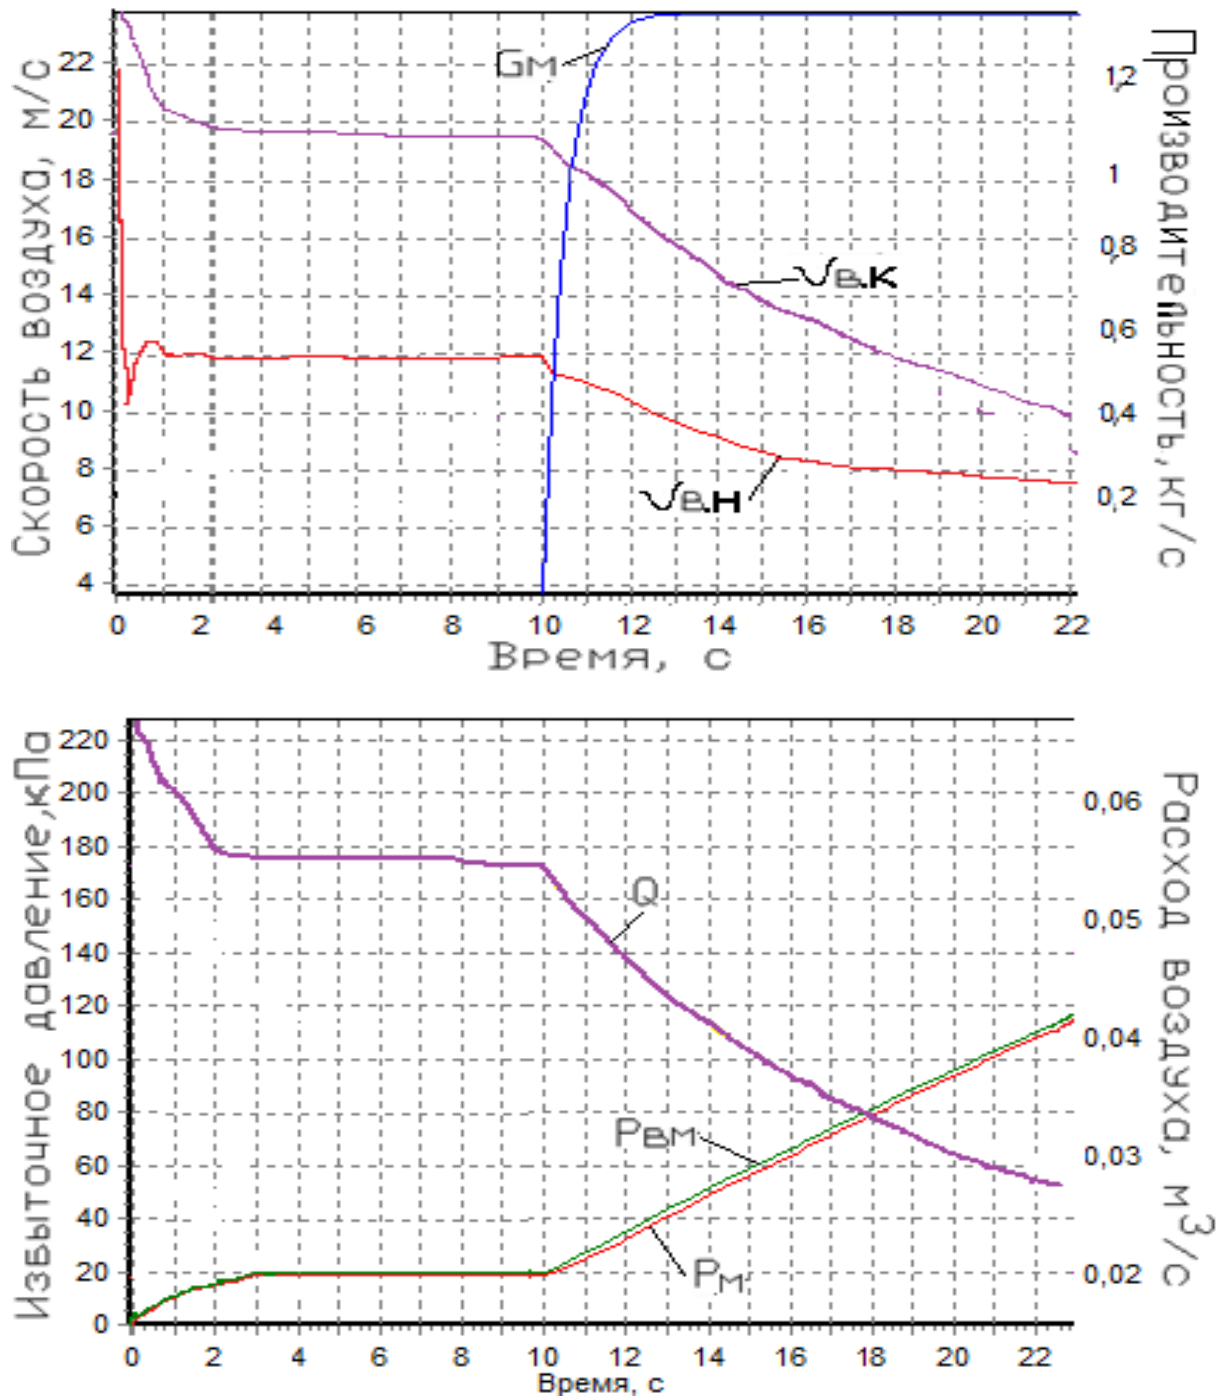 Скорость воздуха, м/с
22
20
18
16
14
12
10
8
6
4
Gм
Vв.к
Vв.н
1,2
1
0,8
0,6
0,4
0,2
Производительность, кг/с
0 2 4 6 8 10 12 14 16 18 20 22
Время, с
Избыточное давление, кПа
220
200
180
160
140
120
100
80
60
40
20
0
Q
Pвм
Pм
0,06
0,05
0,04
0,03
0,02
Расход воздуха, м³/с
0 2 4 6 8 10 12 14 16 18 20 22
Время, с